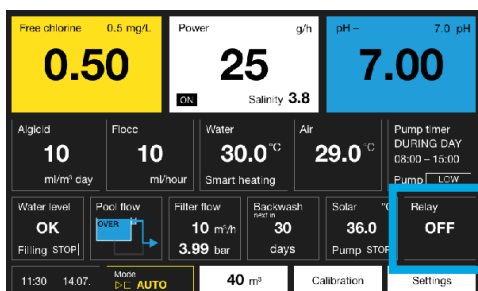 Free chlorine 0.5 mg/L
0.50
Power g/h
25
ON Salinity 3.8
pH – 7.0 pH
7.00
Algicid
10
ml/m³ day
Flocc
10
ml/hour
Water
30.0 °C
Smart heating
Air
29.0 °C
Pump timer
DURING DAY
08:00 – 15:00
Pump LOW
Water level
OK
Filling STOP
Pool flow
OVER
Filter flow
10 m³/h
3.99 bar
Backwash
next in
30
days
Solar
36.0
Pump STO
Relay
OFF
11:30 14.07.
Mode
AUTO
40 m³
Calibration
Settings